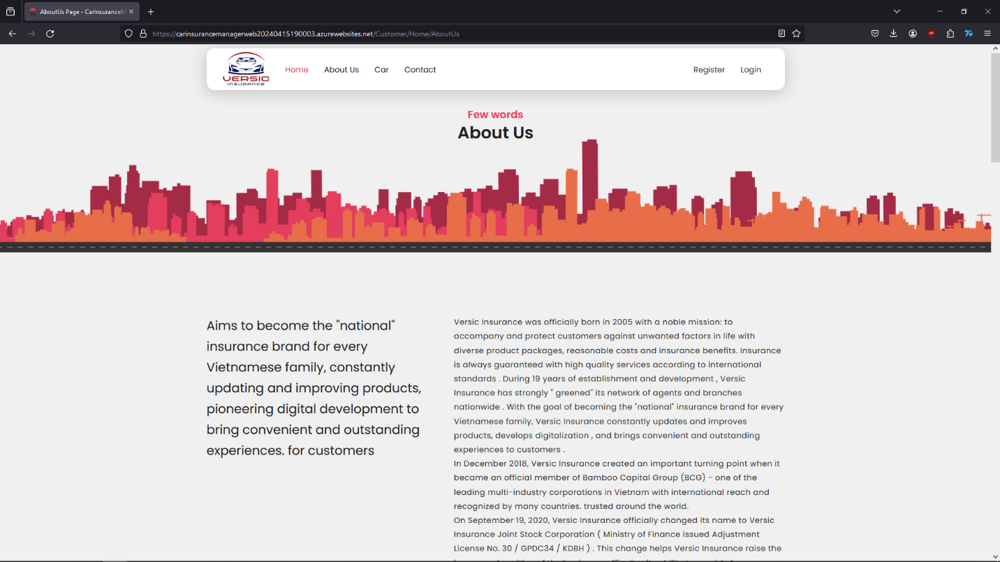 AboutUs Page - CarInsuranceM
https://carinsurancemanagerweb20240415190003.azurewebsites.net/Customer/Home/AboutUs
VERSIC
INSURANCE
Home
About Us
Car
Contact
Register
Login
Few words
About Us
Aims to become the "national"
insurance brand for every
Vietnamese family, constantly
updating and improving products,
pioneering digital development to
bring convenient and outstanding
experiences. for customers
Versic Insurance was officially born in 2005 with a noble mission: to
accompany and protect customers against unwanted factors in life with
diverse product packages, reasonable costs and insurance benefits. Insurance
is always guaranteed with high quality services according to international
standards . During 19 years of establishment and development , Versic
Insurance has strongly " greened" its network of agents and branches
nationwide . With the goal of becoming the "national" insurance brand for every
Vietnamese family, Versic Insurance constantly updates and improves
products, develops digitalization , and brings convenient and outstanding
experiences to customers .
In December 2018, Versic Insurance created an important turning point when it
became an official member of Bamboo Capital Group (BCG) - one of the
leading multi-industry corporations in Vietnam with international reach and
recognized by many countries. trusted around the world.
On September 19, 2020, Versic Insurance officially changed its name to Versic
Insurance Joint Stock Corporation ( Ministry of Finance issued Adjustment
License No. 30 / GPDC34 / KDBH ) . This change helps Versic Insurance raise the